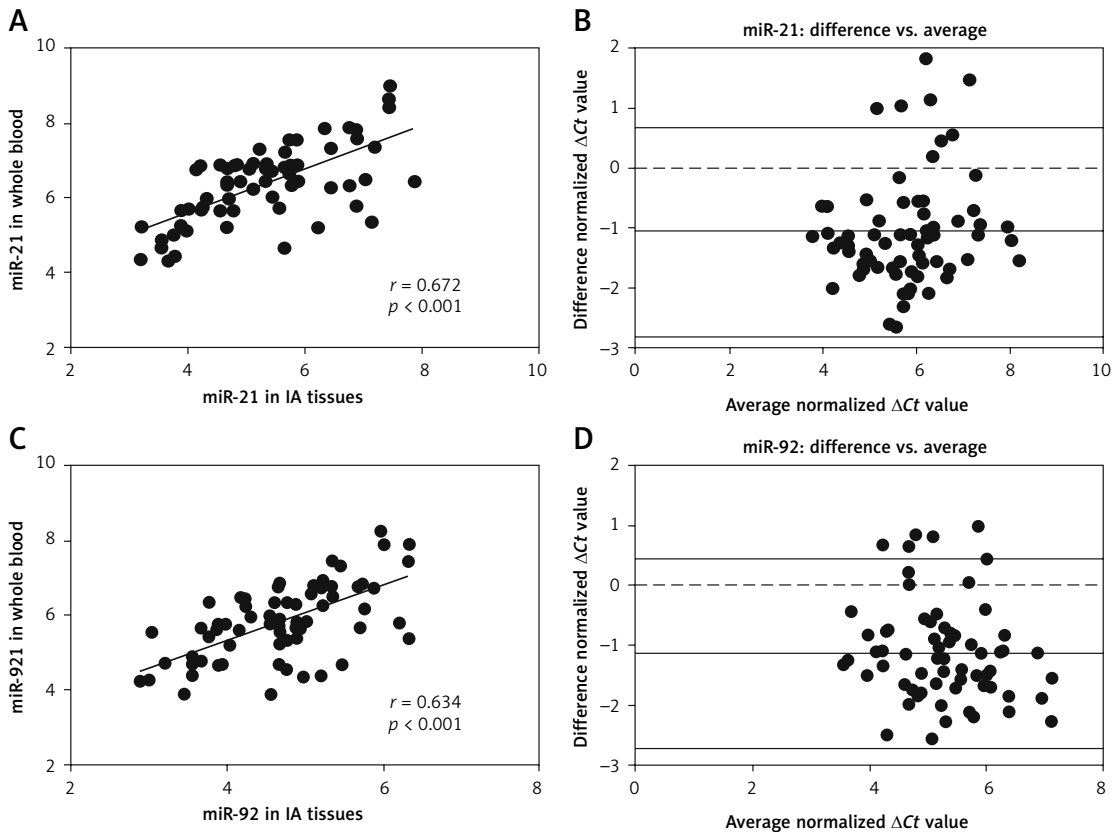 A
10
8
6
4
2
2 4 6 8 10
miR-21 in whole blood
miR-21 in IA tissues
r = 0.672
p < 0.001
B
miR-21: difference vs. average
2
1
0
−1
−2
−3
0 2 4 6 8 10
Difference normalized ΔCt value
Average normalized ΔCt value
C
10
8
6
4
2
2 4 6 8
miR-921 in whole blood
miR-92 in IA tissues
r = 0.634
p < 0.001
D
miR-92: difference vs. average
2
1
0
−1
−2
−3
0 2 4 6 8
Difference normalized ΔCt value
Average normalized ΔCt value